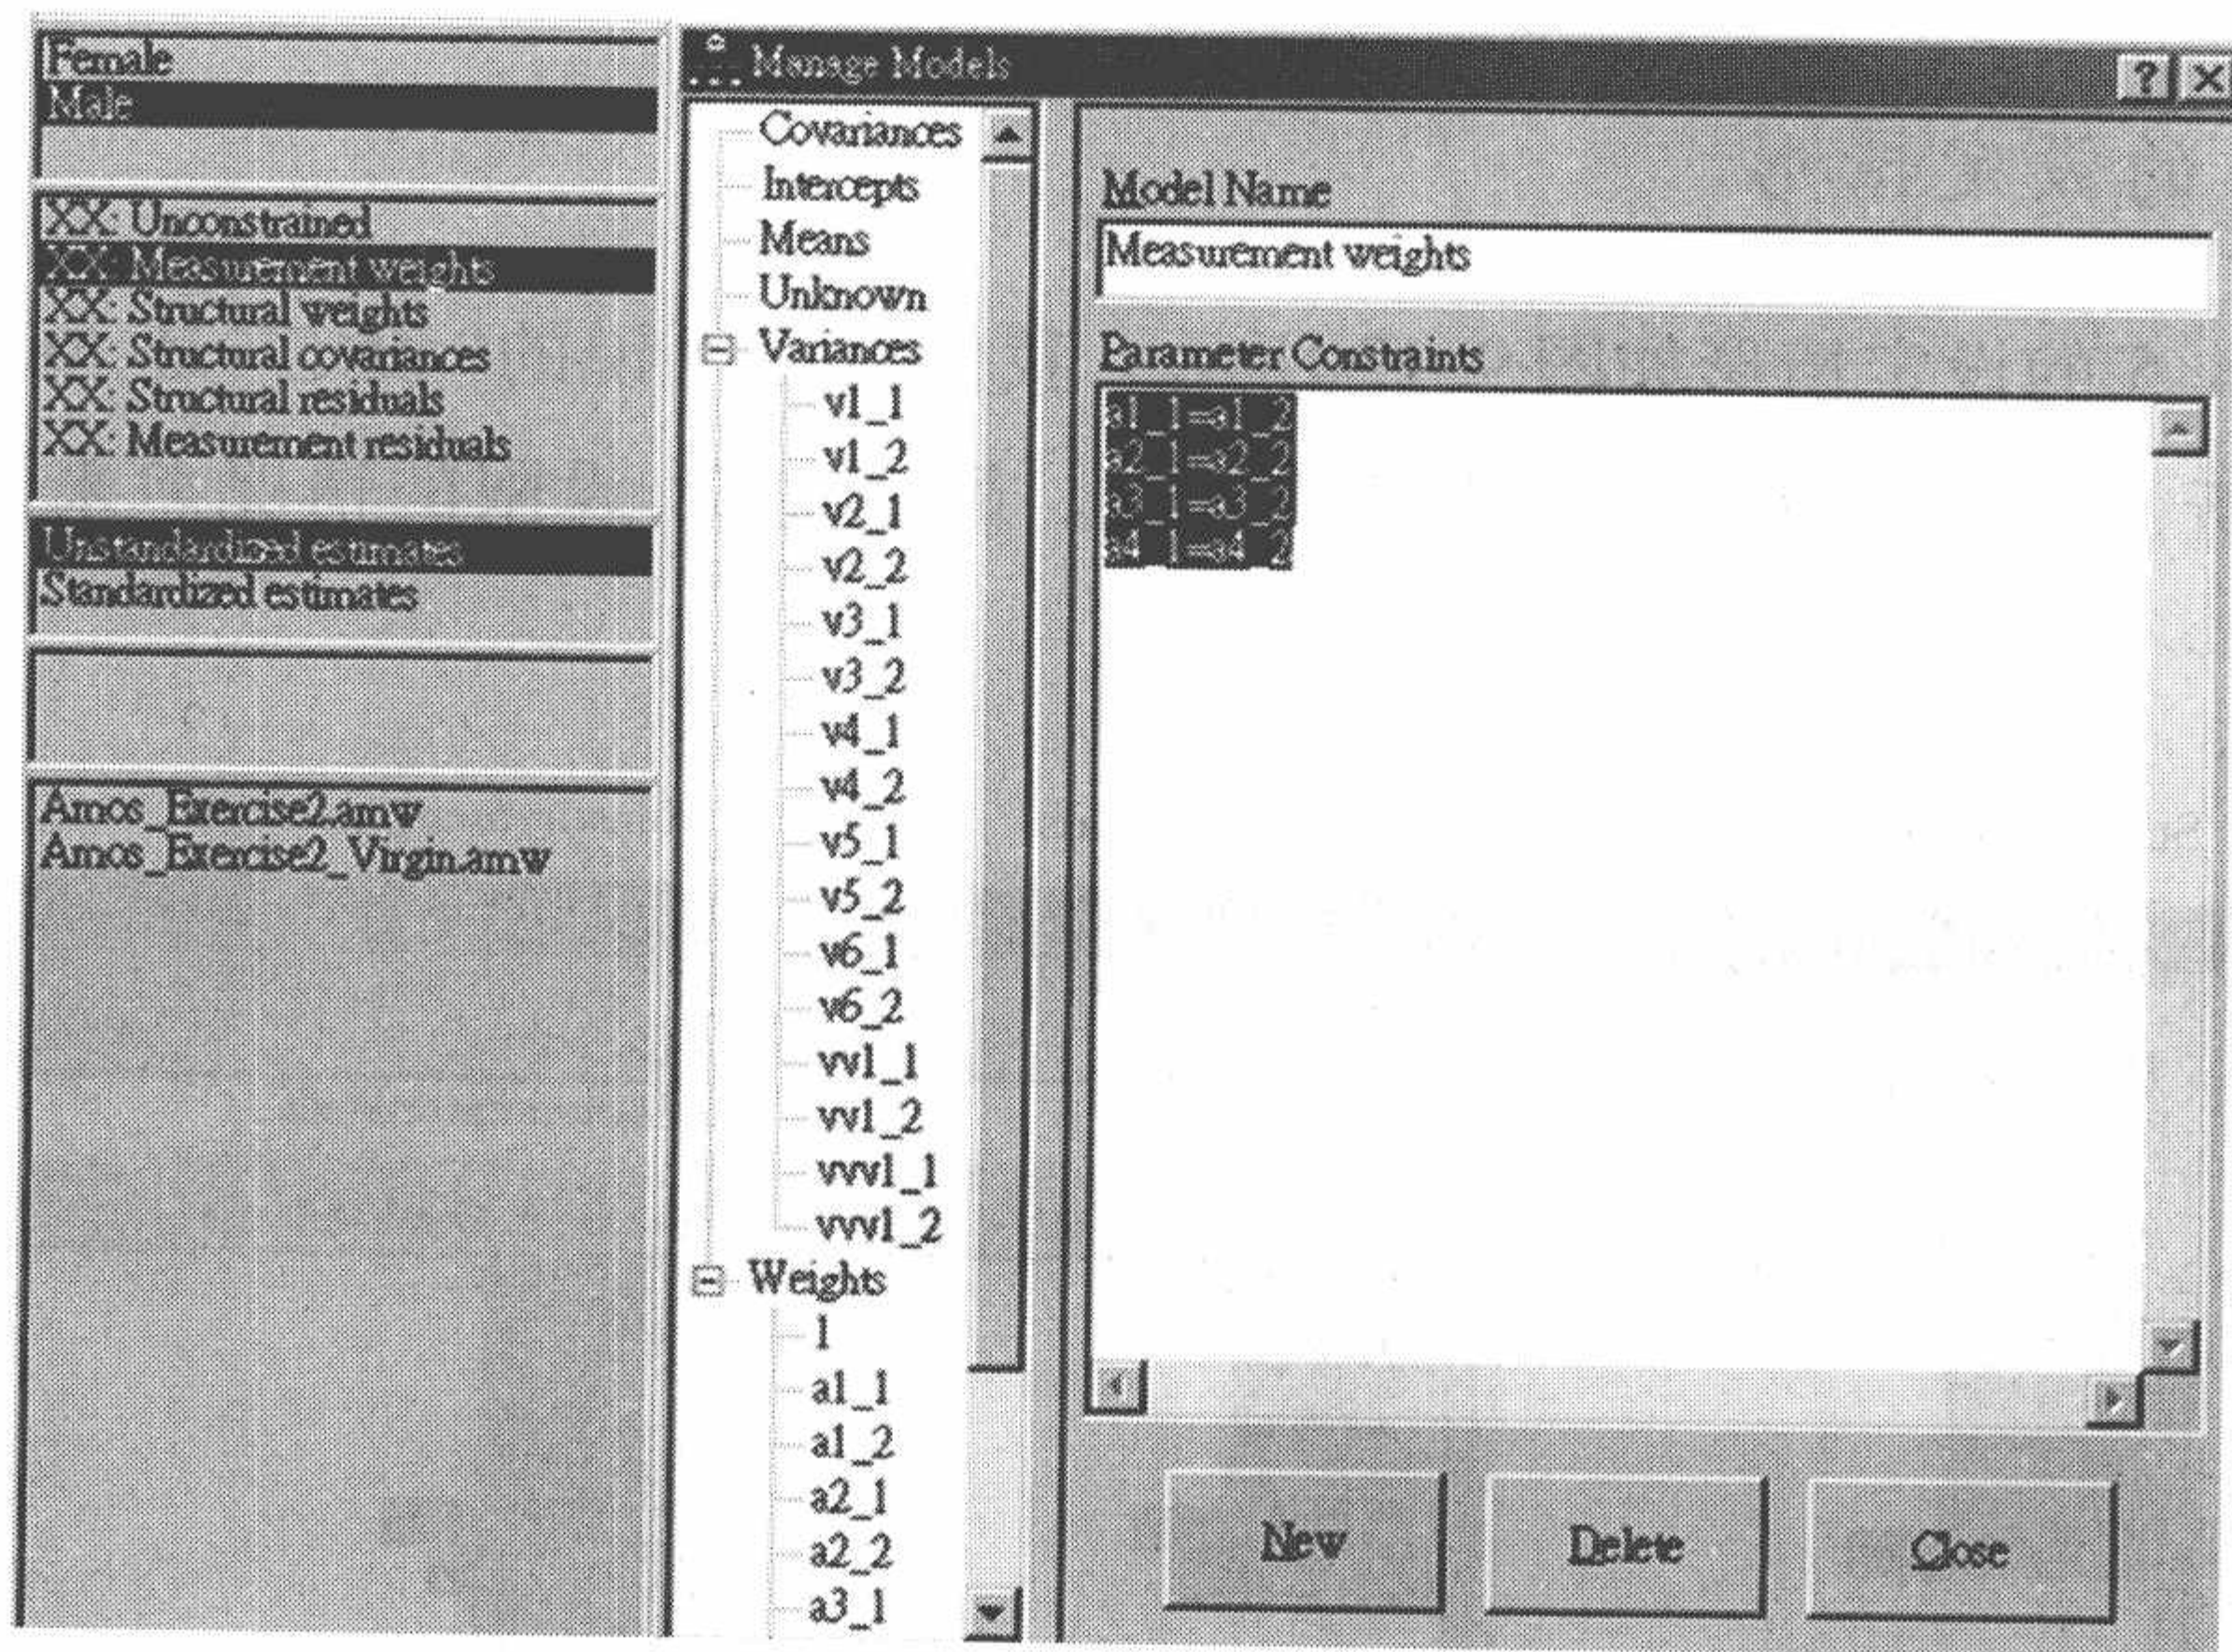 Female
Male
XX: Unconstrained
XX: Measurement weights
XX: Structural weights
XX: Structural covariances
XX: Structural residuals
XX: Measurement residuals
Unstandardized estimates
Standardized estimates
Amos_Exercise2.amw
Amos_Exercise2_Virgin.amw
Manage Models
Covariances
Intercepts
Means
Unknown
Variances
v1_1
v1_2
v2_1
v2_2
v3_1
v3_2
v4_1
v4_2
v5_1
v5_2
v6_1
v6_2
vv1_1
vv1_2
vvv1_1
vvv1_2
Weights
1
a1_1
a1_2
a2_1
a2_2
a3_1
Model Name
Measurement weights
Parameter Constraints
a1_1=a1_2
a2_1=a2_2
a3_1=a3_2
a4_1=a4_2
New
Delete
Close